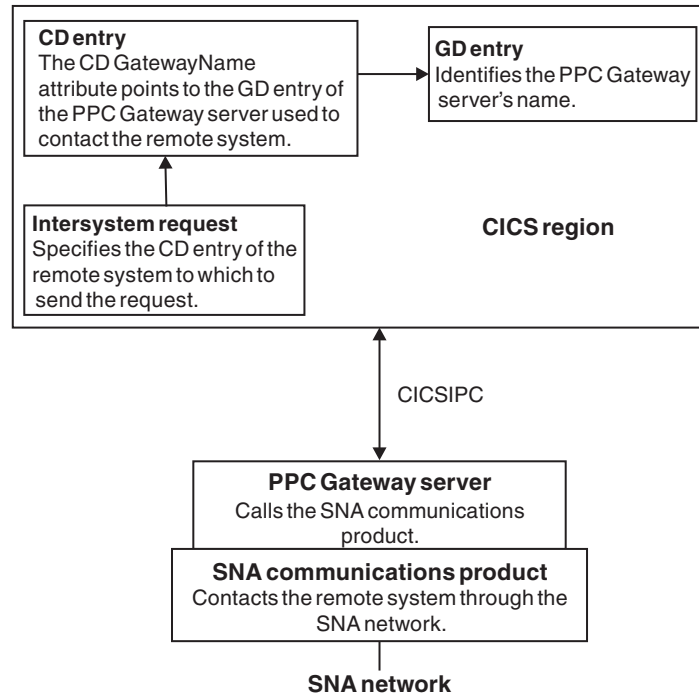 CD entry
The CD GatewayName
attribute points to the GD entry of
the PPC Gateway server used to
contact the remote system.
GD entry
Identifies the PPC Gateway
server's name.
Intersystem request
Specifies the CD entry of the
remote system to which to
send the request.
CICS region
CICSIPC
PPC Gateway server
Calls the SNA communications
product.
SNA communications product
Contacts the remote system through the
SNA network.
SNA network